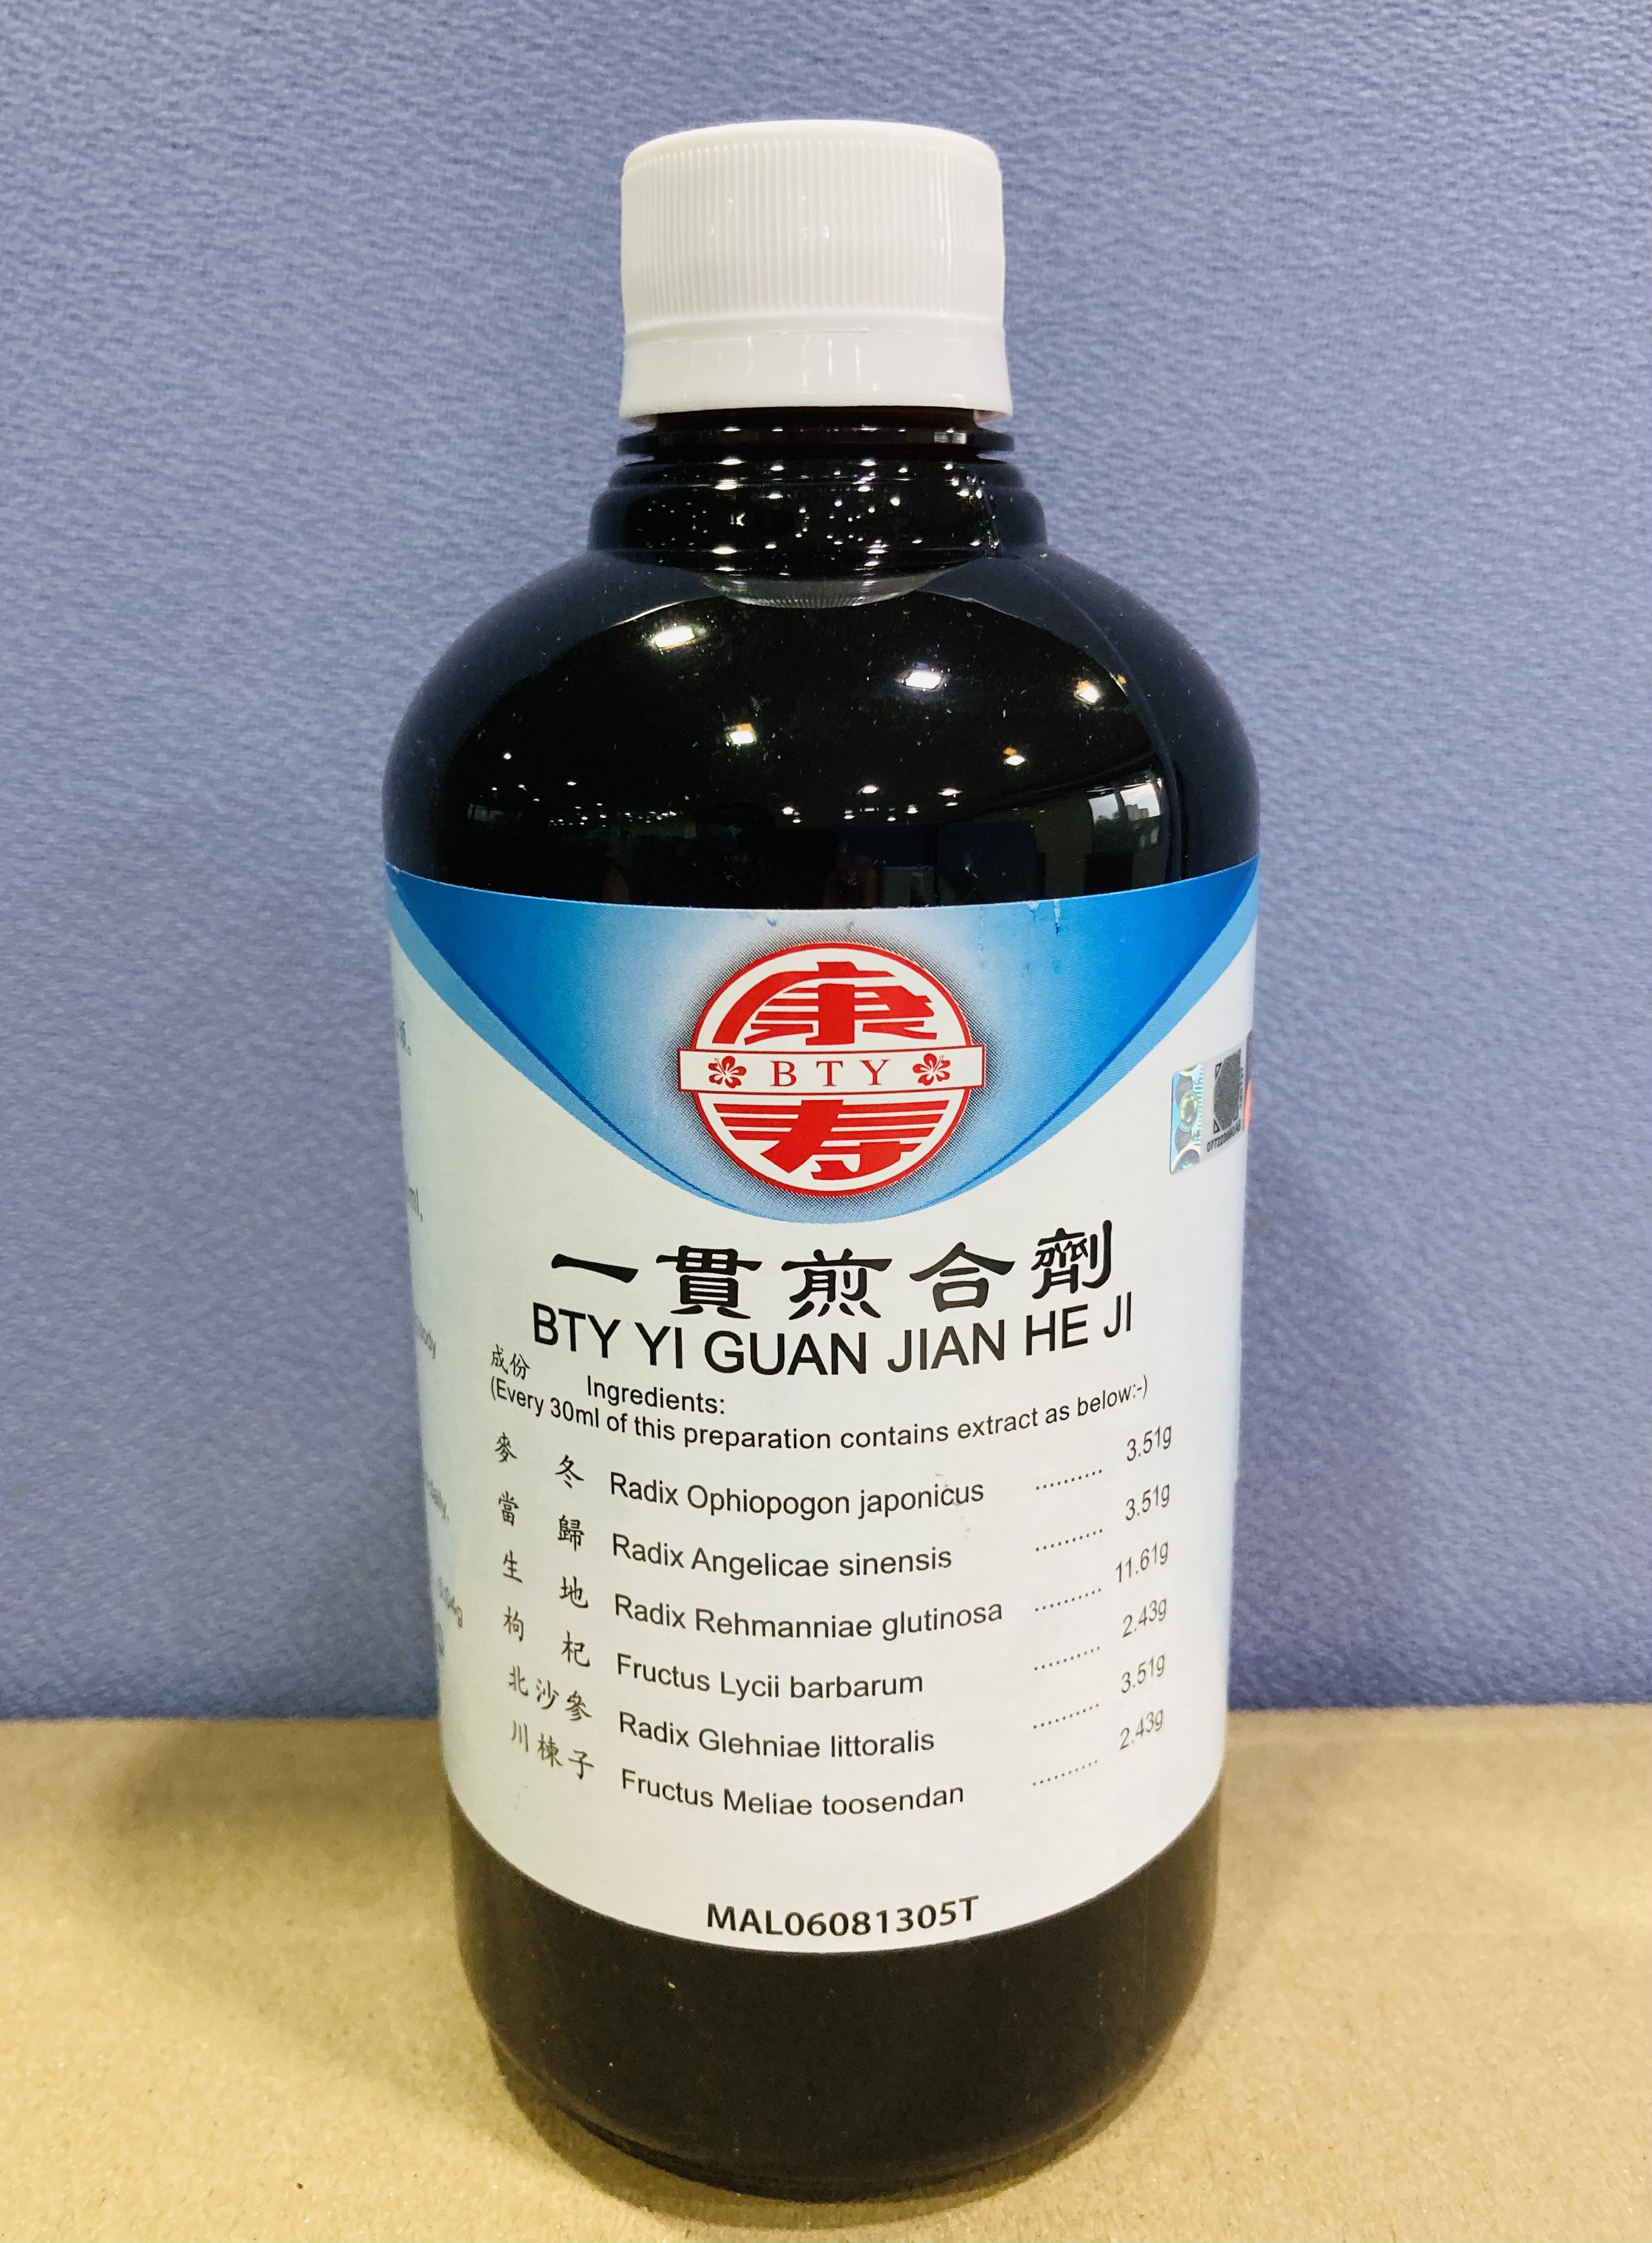 康
BTY
寿
一貫煎合劑
BTY YI GUAN JIAN HE JI
成份 Ingredients:
(Every 30ml of this preparation contains extract as below:-)
麥冬 Radix Ophiopogon japonicus .......... 3.51g
當歸 Radix Angelicae sinensis .......... 3.51g
生地 Radix Rehmanniae glutinosa .......... 11.61g
枸杞 Fructus Lycii barbarum .......... 2.43g
北沙參 Radix Glehniae littoralis .......... 3.51g
川楝子 Fructus Meliae toosendan .......... 2.43g
MAL06081305T